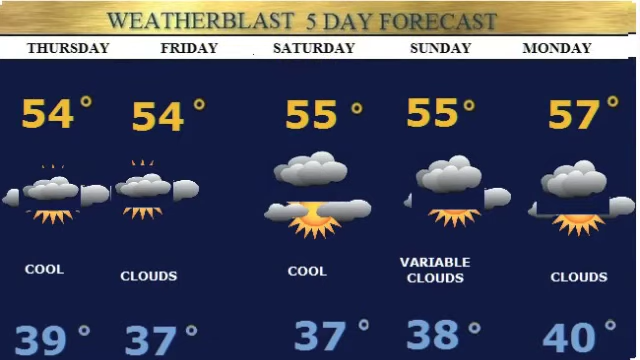 WEATHERBLAST 5 DAY FORECAST
THURSDAY FRIDAY SATURDAY SUNDAY MONDAY
54° 54° 55° 55° 57°
COOL CLOUDS COOL VARIABLE CLOUDS CLOUDS
39° 37° 37° 38° 40°